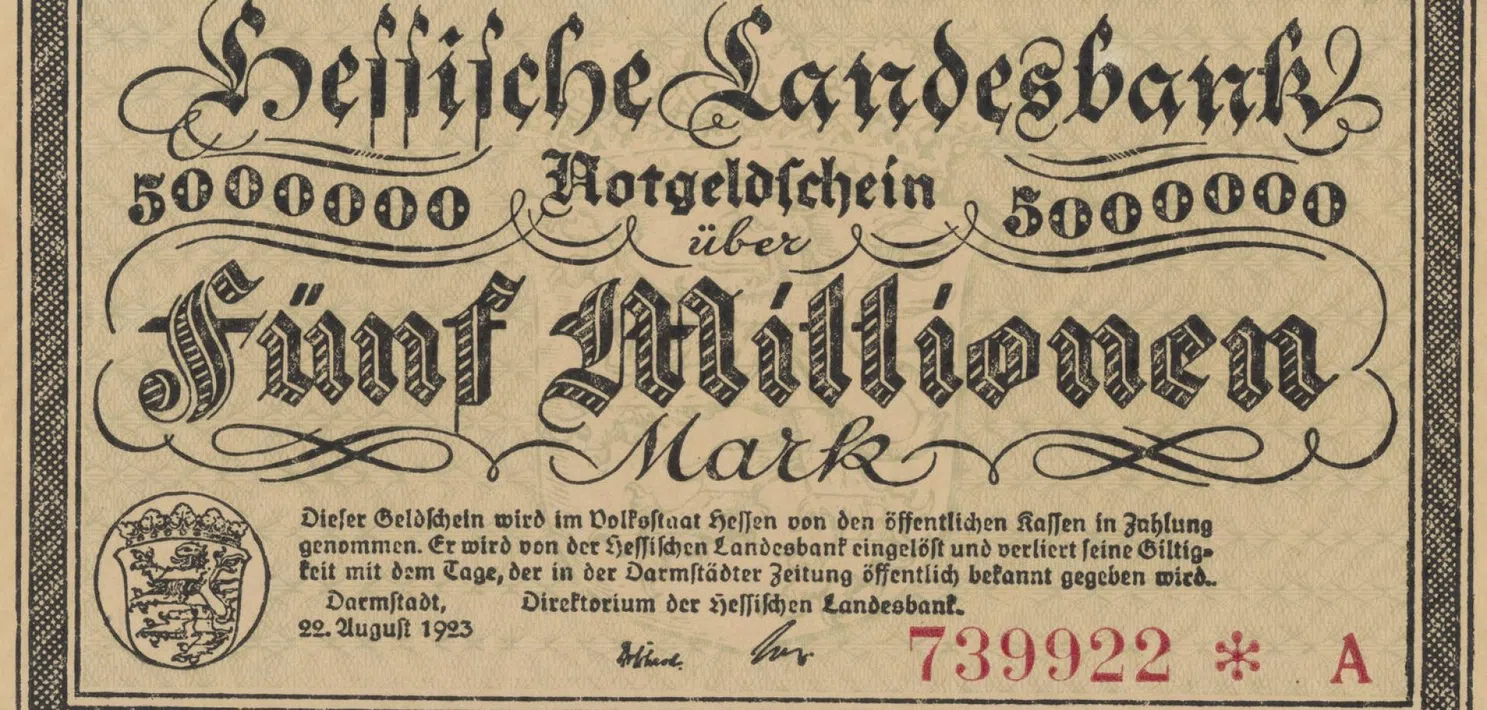 Hessische Landesbank
5000000 Notgeldschein 5000000
über
Fünf Millionen
Mark
Dieser Geldschein wird im Volksstaat Hessen von den öffentlichen Kassen in Zahlung
genommen. Er wird von der Hessischen Landesbank eingelöst und verliert seine Giltig=
keit mit dem Tage, der in der Darmstädter Zeitung öffentlich bekannt gegeben wird.
Darmstadt, Direktorium der Hessischen Landesbank.
22. August 1923
739922 * A